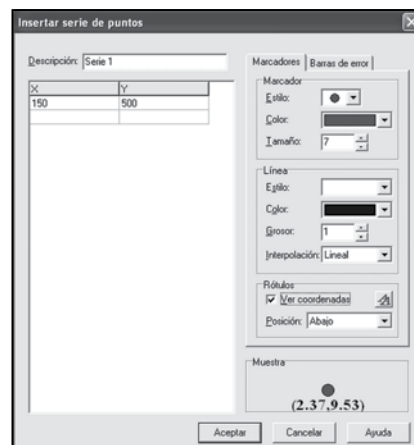 Insertar serie de puntos
Descripción: Serie 1
X Y
150 500
Marcadores Barras de error
Marcador
Estilo:
Color:
Tamaño: 7
Línea
Estilo:
Color:
Grosor: 1
Interpolación: Lineal
Rótulos
Ver coordenadas
Posición: Abajo
Muestra
(2.37,9.53)
Aceptar Cancelar Ayuda